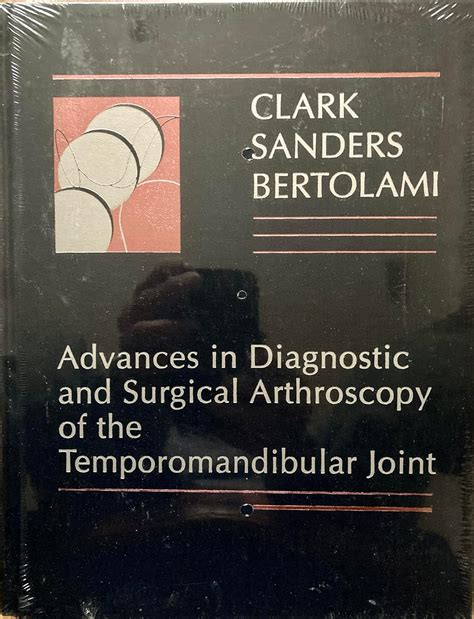 CLARK
SANDERS
BERTOLAMI
Advances in Diagnostic
and Surgical Arthroscopy
of the
Temporomandibular Joint